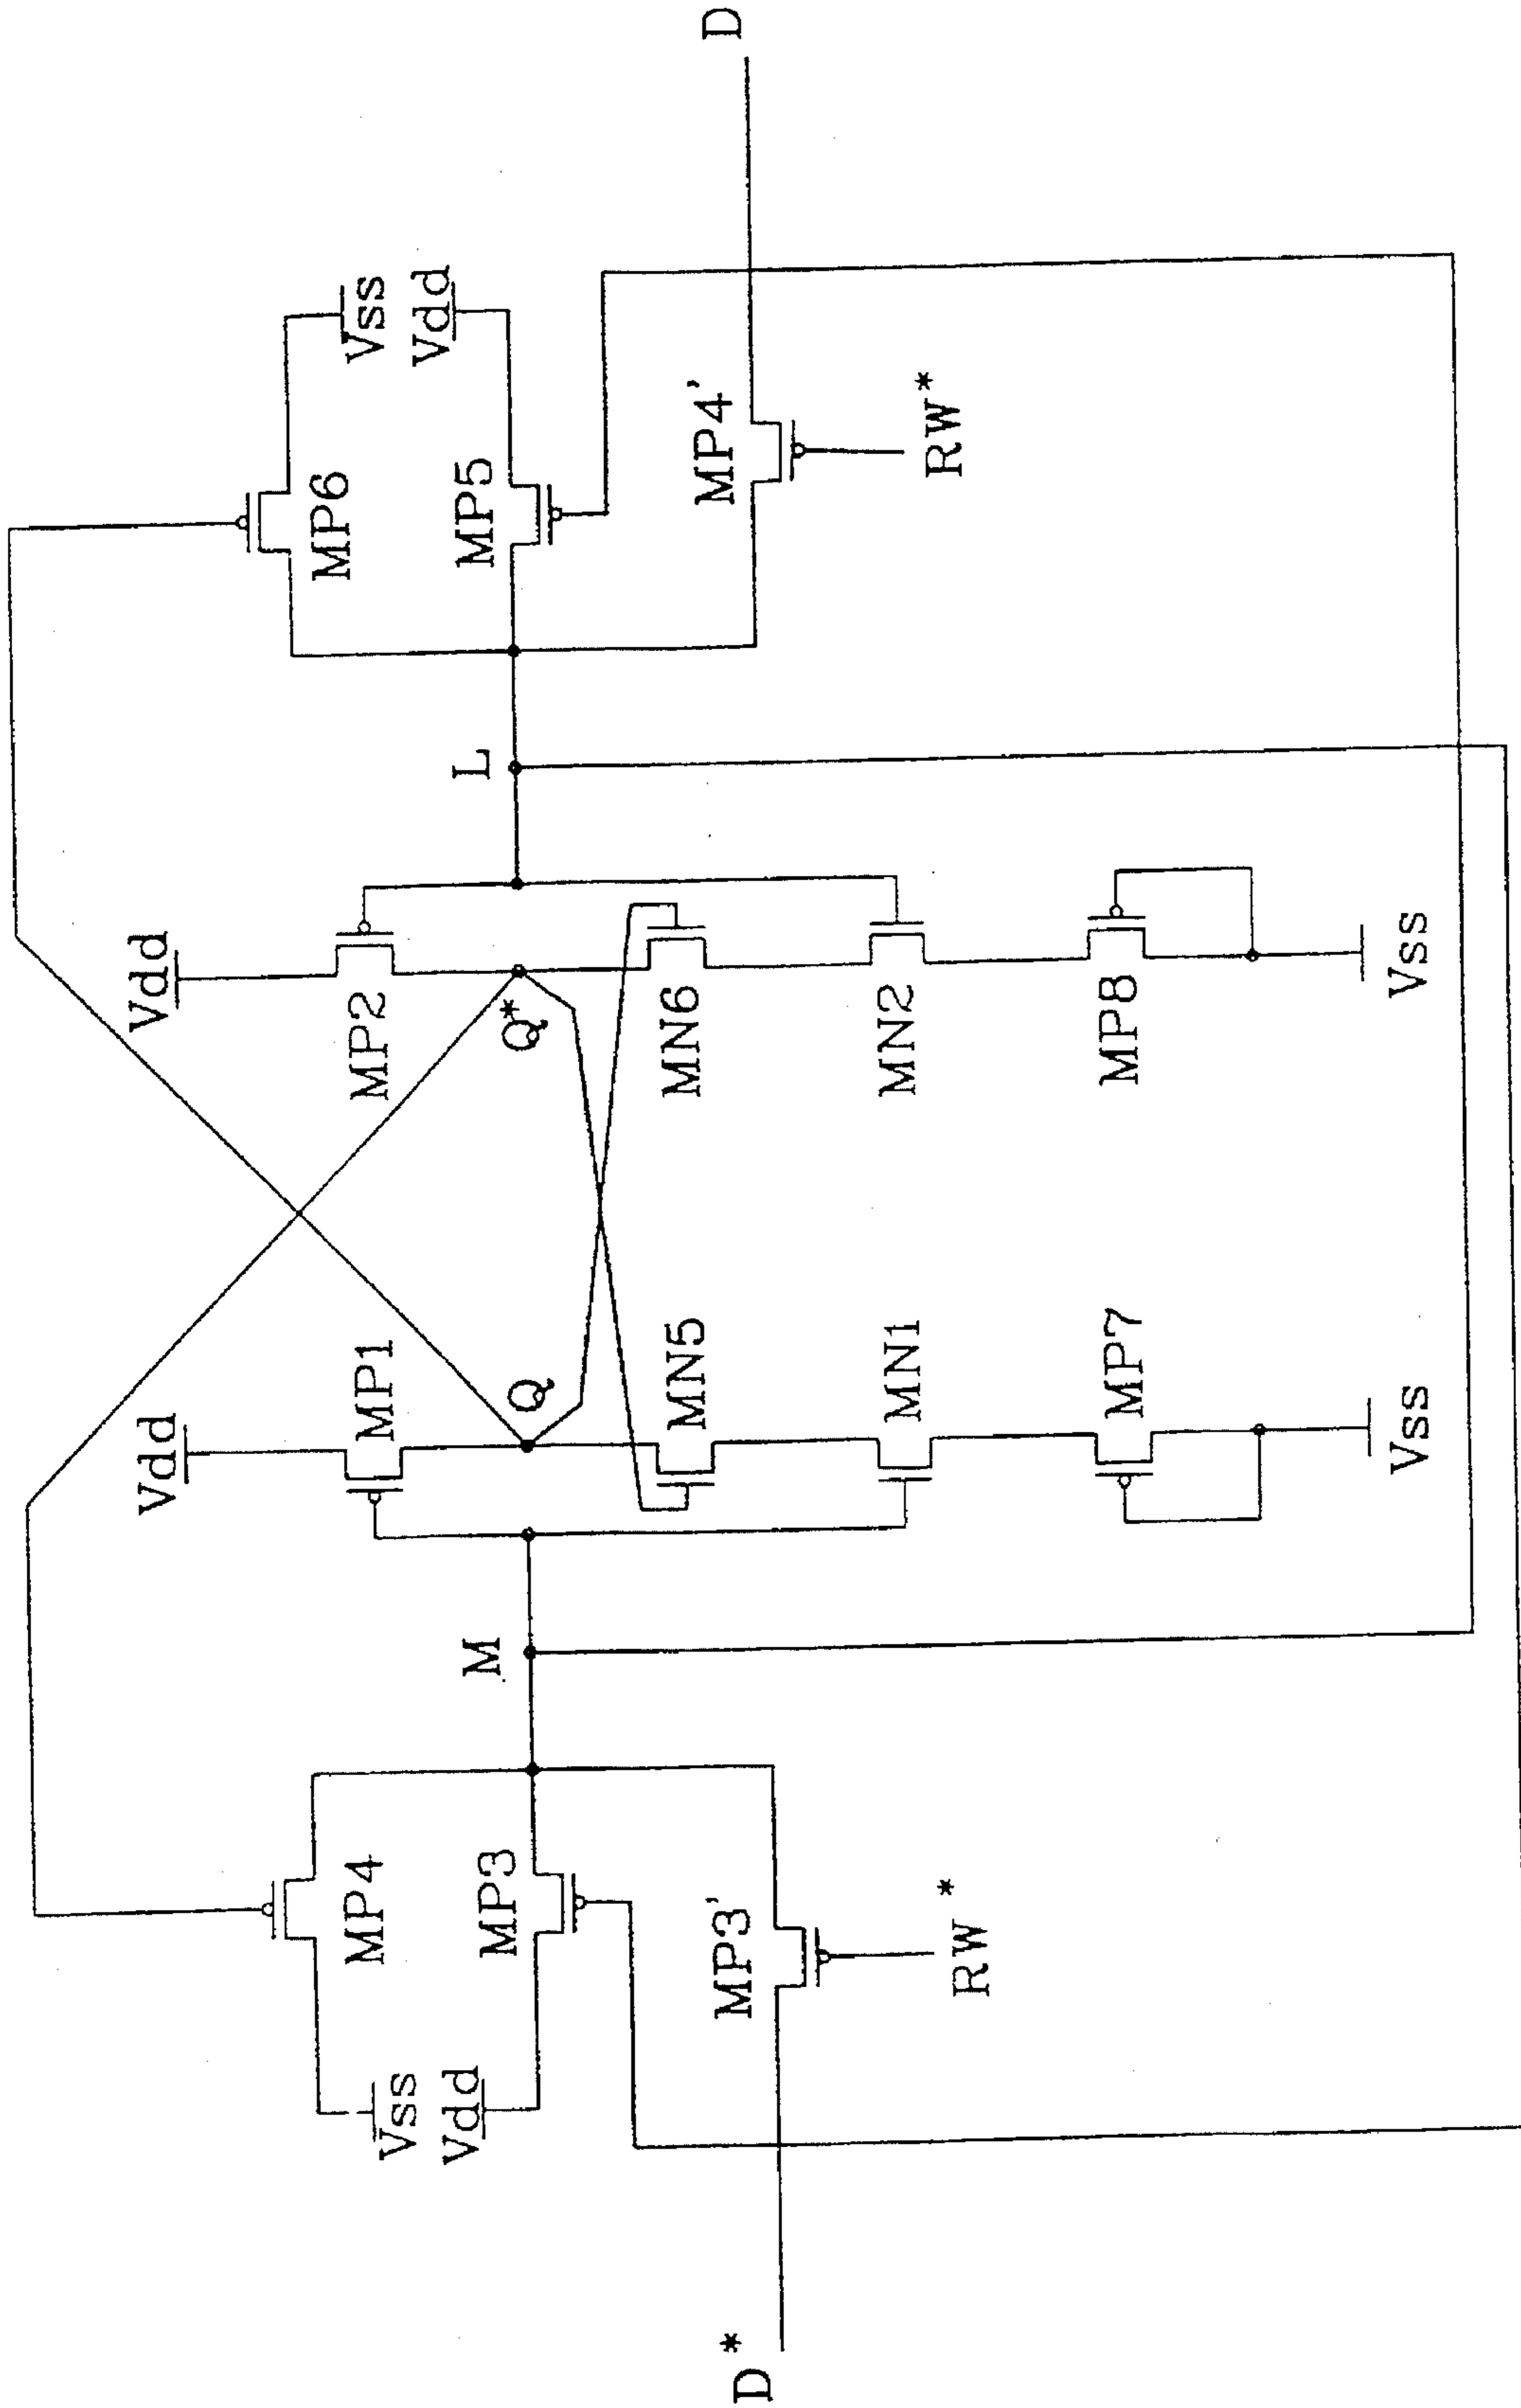 Vdd
Vdd
MP4
MP1
MP2
MP6
Vss
Vss
Vdd
Vdd
MP3
M
Q
Q*
L
MP5
MN5
MN6
D*
MP3'
MP4'
D
MN1
MN2
RW*
RW*
MP7
MP8
Vss
Vss